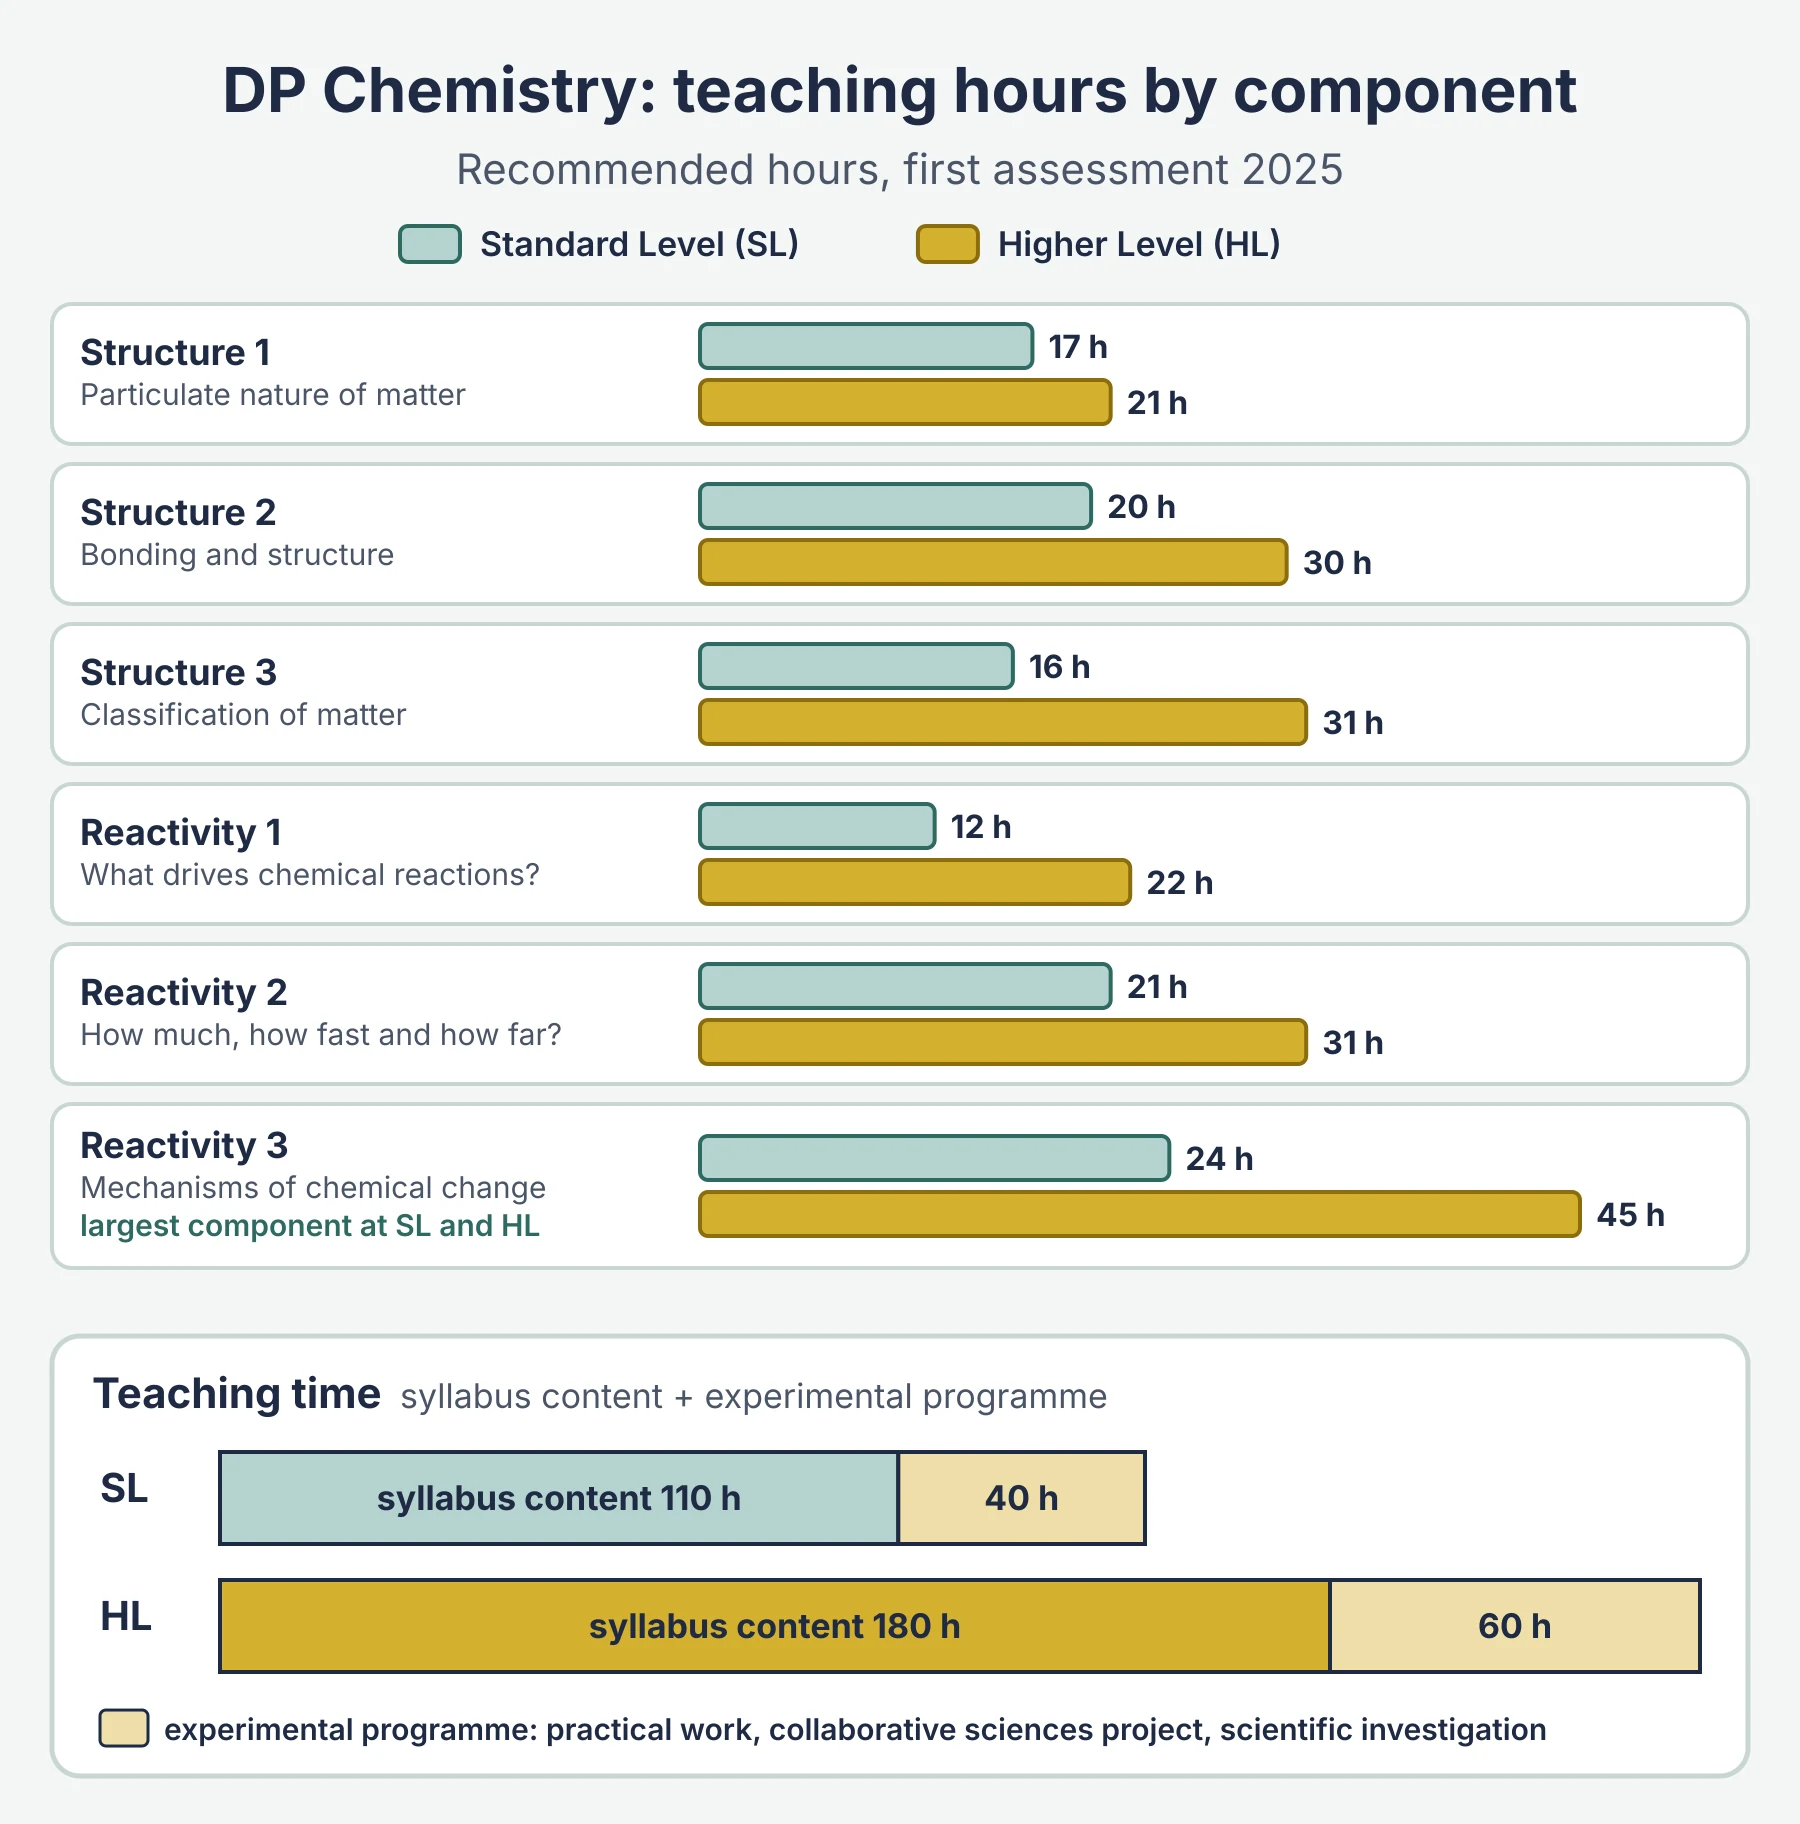 DP Chemistry: teaching hours by component
Recommended hours, first assessment 2025
Standard Level (SL)
Higher Level (HL)
Structure 1
Particulate nature of matter
17 h
21 h
Structure 2
Bonding and structure
20 h
30 h
Structure 3
Classification of matter
16 h
31 h
Reactivity 1
What drives chemical reactions?
12 h
22 h
Reactivity 2
How much, how fast and how far?
21 h
31 h
Reactivity 3
Mechanisms of chemical change
largest component at SL and HL
24 h
45 h
Teaching time syllabus content + experimental programme
SL
syllabus content 110 h
40 h
HL
syllabus content 180 h
60 h
experimental programme: practical work, collaborative sciences project, scientific investigation